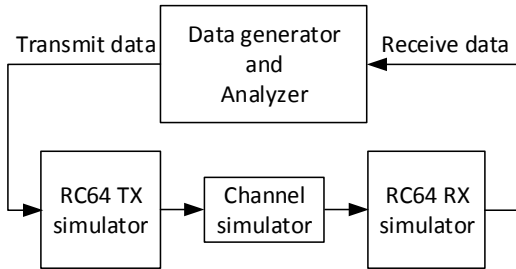 Transmit data
Data generator
and
Analyzer
Receive data
RC64 TX
simulator
Channel
simulator
RC64 RX
simulator